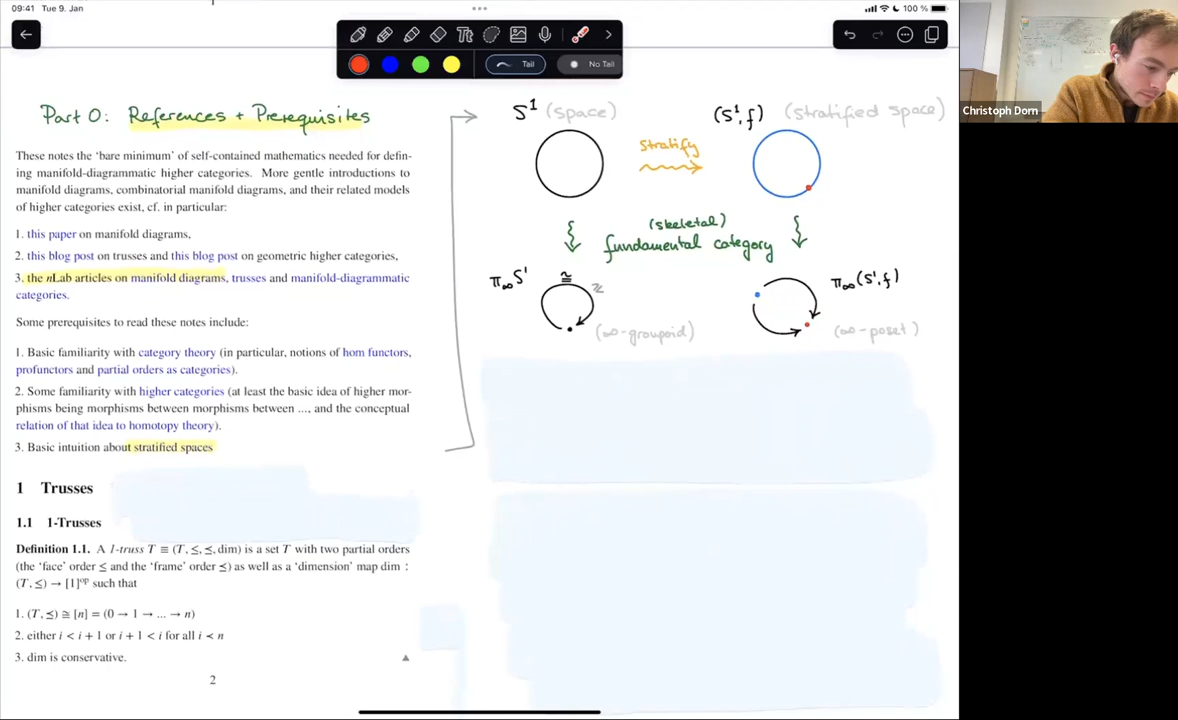 09:41 Tue 9. Jan
100 %
Tt
Tail
No Tail
Part 0: References + Prerequisites
These notes the ‘bare minimum’ of self-contained mathematics needed for defin-
ing manifold-diagrammatic higher categories. More gentle introductions to
manifold diagrams, combinatorial manifold diagrams, and their related models
of higher categories exist, cf. in particular:
1. this paper on manifold diagrams,
2. this blog post on trusses and this blog post on geometric higher categories,
3. the nLab articles on manifold diagrams, trusses and manifold-diagrammatic
categories.
Some prerequisites to read these notes include:
1. Basic familiarity with category theory (in particular, notions of hom functors,
profunctors and partial orders as categories).
2. Some familiarity with higher categories (at least the basic idea of higher mor-
phisms being morphisms between morphisms between ..., and the conceptual
relation of that idea to homotopy theory).
3. Basic intuition about stratified spaces
1 Trusses
1.1 1-Trusses
Definition 1.1. A 1-truss T ≡ (T, ≤, ⪯, dim) is a set T with two partial orders
(the ‘face’ order ≤ and the ‘frame’ order ⪯) as well as a ‘dimension’ map dim :
(T, ≤) → [1]ᵒᵖ such that
1. (T, ⪯) ≅ [n] = (0 → 1 → ... → n)
2. either i < i + 1 or i + 1 < i for all i ≺ n
3. dim is conservative.
▲
2
S¹ (space)
stratify
(S¹, f) (stratified space)
(skeletal)
fundamental category
π∞S¹
≅
ℤ
(∞-groupoid)
π∞(S¹, f)
(∞-poset)
Christoph Dorn